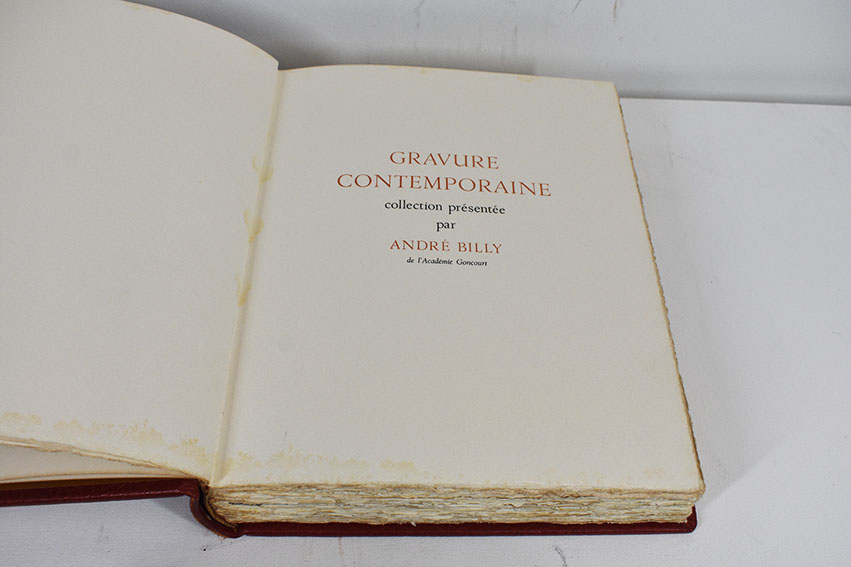 GRAVURE
CONTEMPORAINE
collection présentée
par
ANDRÉ BILLY
de l'Académie Goncourt